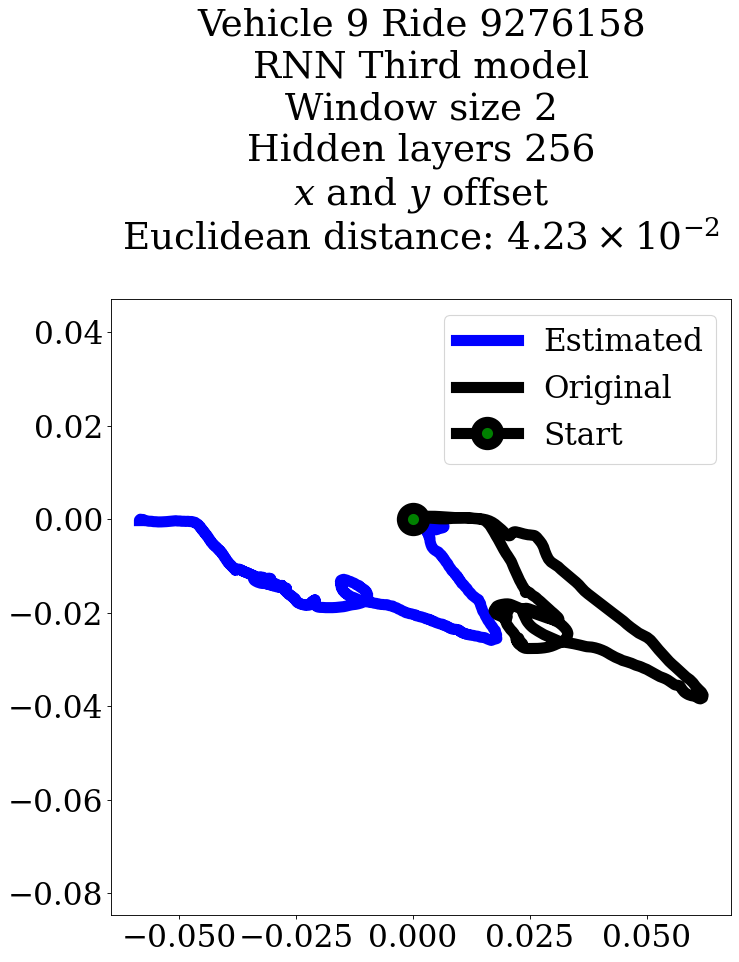 Vehicle 9 Ride 9276158
RNN Third model
Window size 2
Hidden layers 256
x and y offset
Euclidean distance: 4.23 × 10⁻²
Estimated
Original
Start
0.04
0.02
0.00
−0.02
−0.04
−0.06
−0.08
−0.050 −0.025 0.000 0.025 0.050